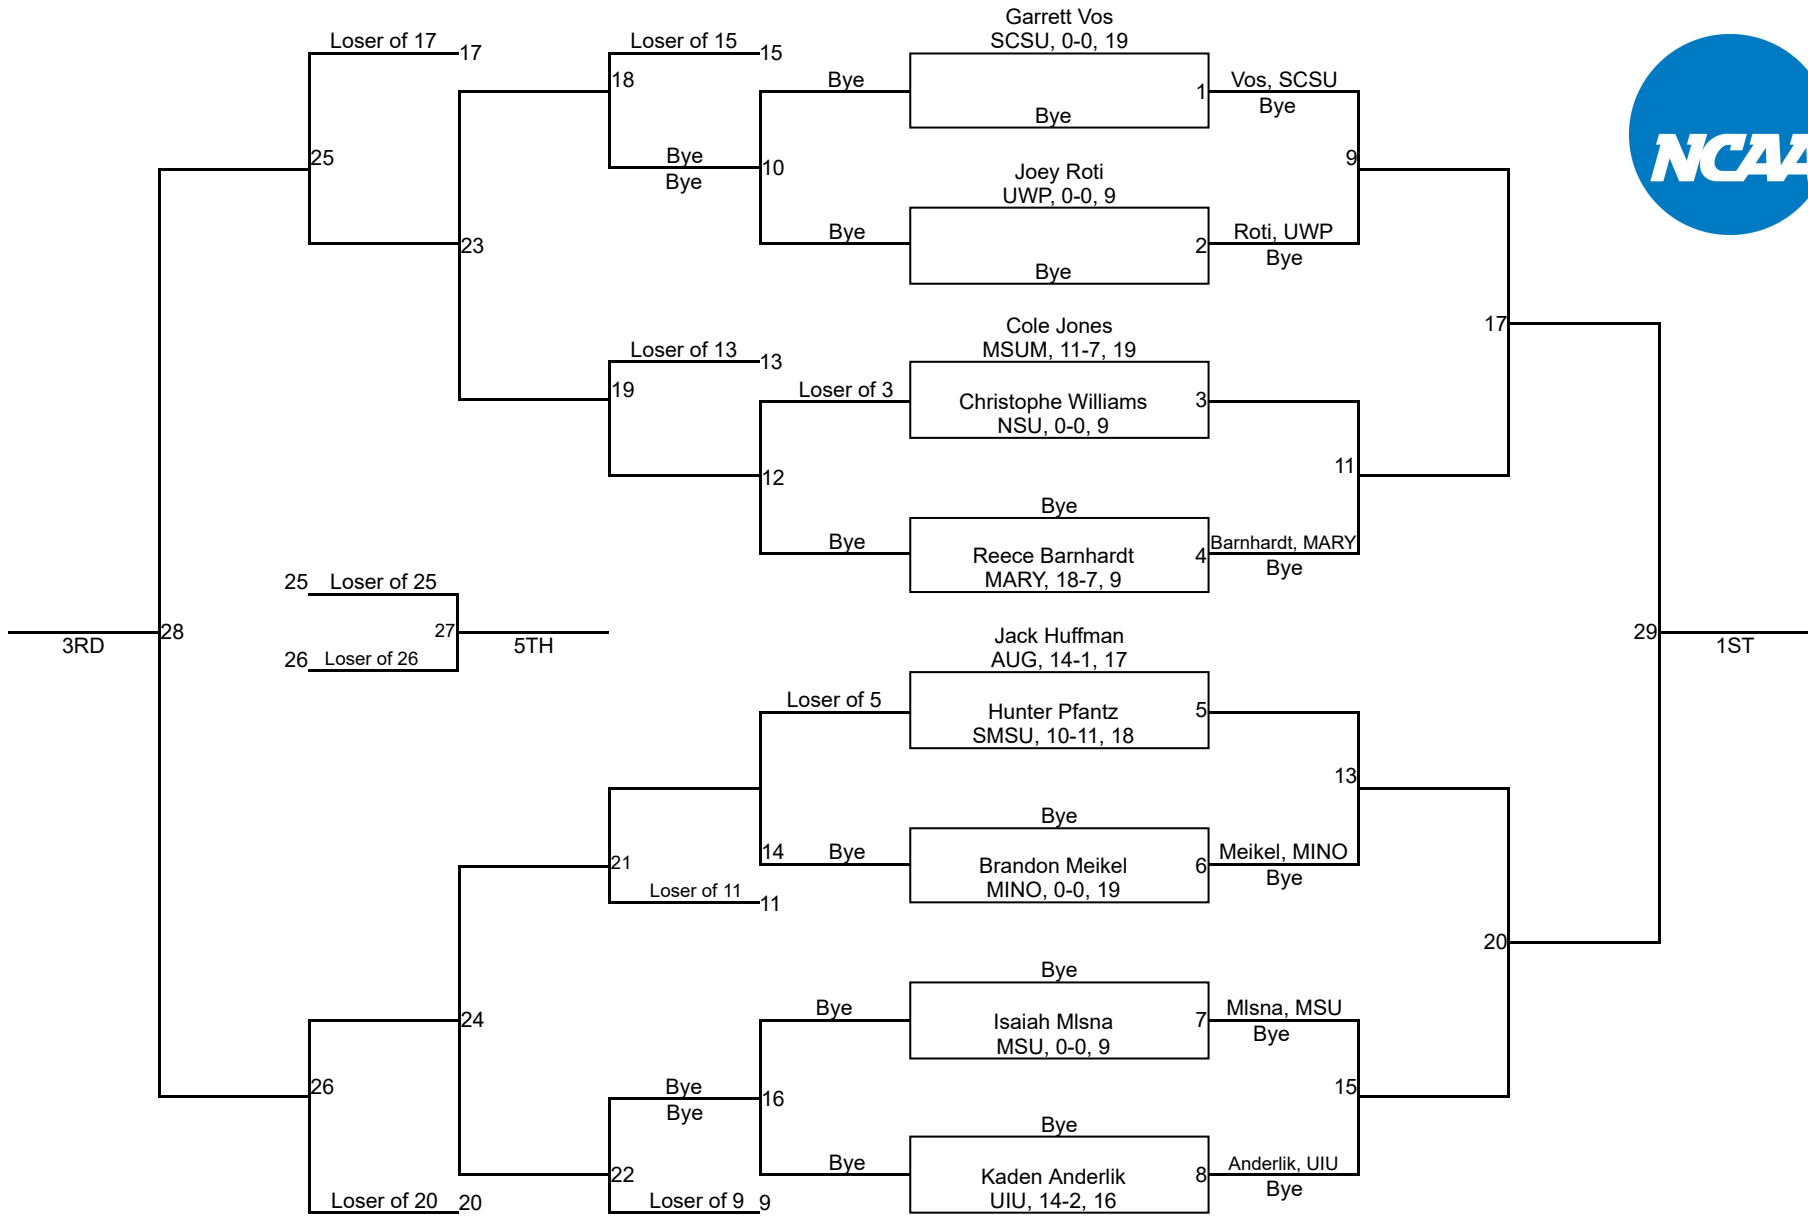 Garrett Vos
SCSU, 0-0, 19
Loser of 17
17
Loser of 15
15
18
Bye
1
Vos, SCSU
Bye
Bye
NCAA
25
Bye
Bye
10
9
Joey Roti
UWP, 0-0, 9
Bye
2
Roti, UWP
Bye
Bye
23
Cole Jones
MSUM, 11-7, 19
17
Loser of 13
13
19
Loser of 3
Christophe Williams
NSU, 0-0, 9
3
12
11
Bye
Bye
Reece Barnhardt
MARY, 18-7, 9
4
Barnhardt, MARY
Bye
25
Loser of 25
3RD
28
27
5TH
26
Loser of 26
Jack Huffman
AUG, 14-1, 17
29
1ST
Loser of 5
Hunter Pfantz
SMSU, 10-11, 18
5
13
Bye
21
14
Bye
Brandon Meikel
MINO, 0-0, 19
6
Meikel, MINO
Bye
Loser of 11
11
20
Bye
24
Bye
Isaiah Mlsna
MSU, 0-0, 9
7
Mlsna, MSU
Bye
26
Bye
Bye
16
15
Bye
22
Bye
Kaden Anderlik
UIU, 14-2, 16
8
Anderlik, UIU
Bye
Loser of 20
20
Loser of 9
9